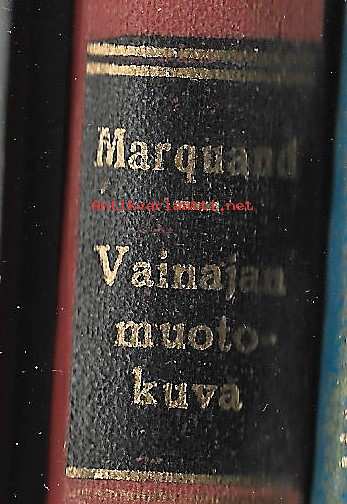 Marquand
Antikvariaatti.net
Vainajan
muoto-
kuva